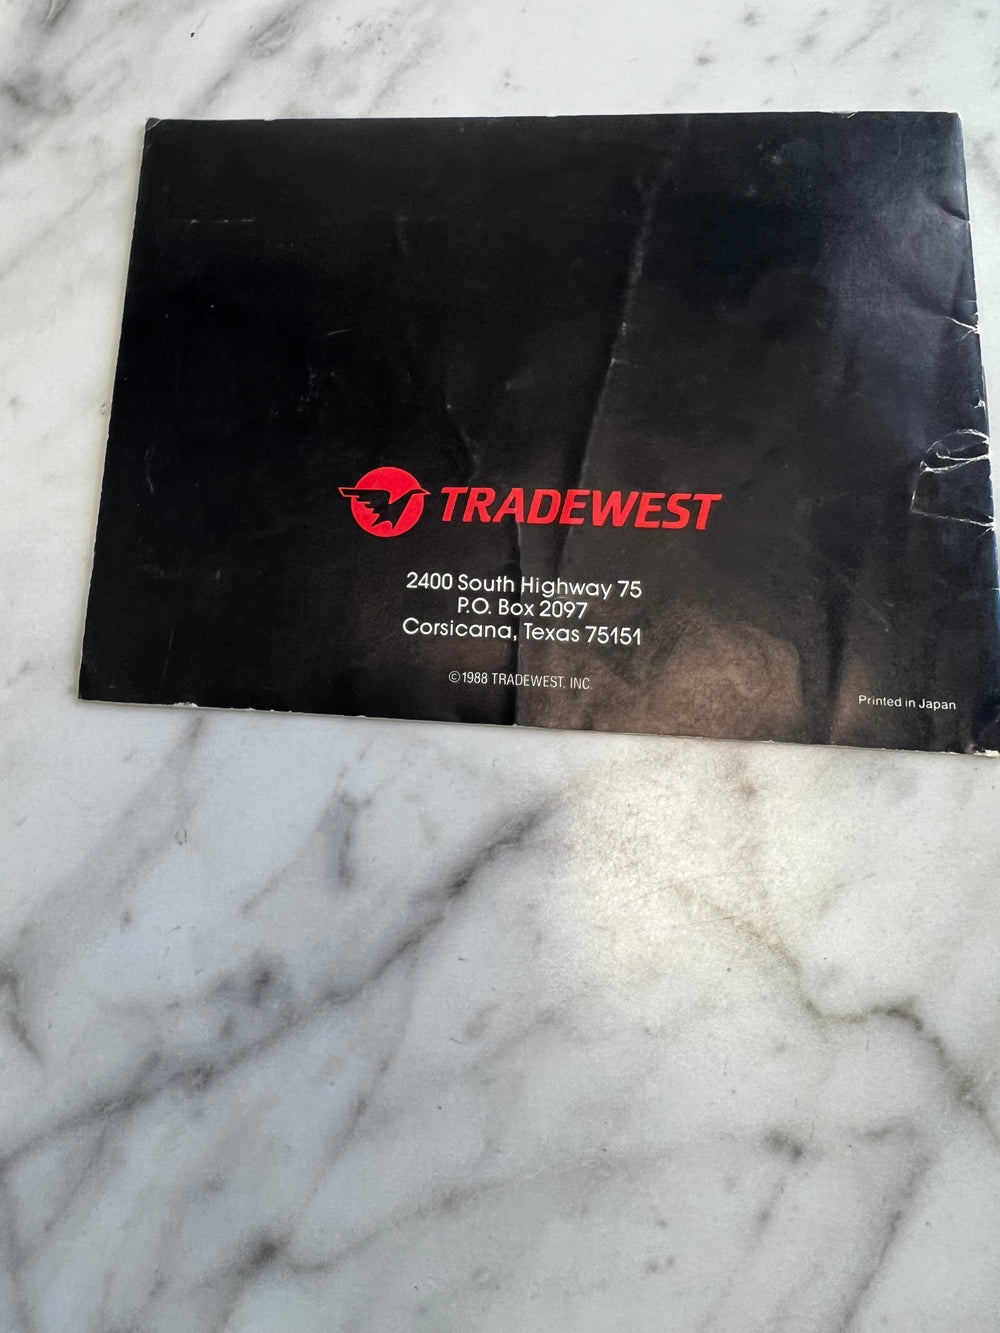 TRADEWEST
2400 South Highway 75
P.O. Box 2097
Corsicana, Texas 75151
©1988 TRADEWEST, INC.
Printed in Japan